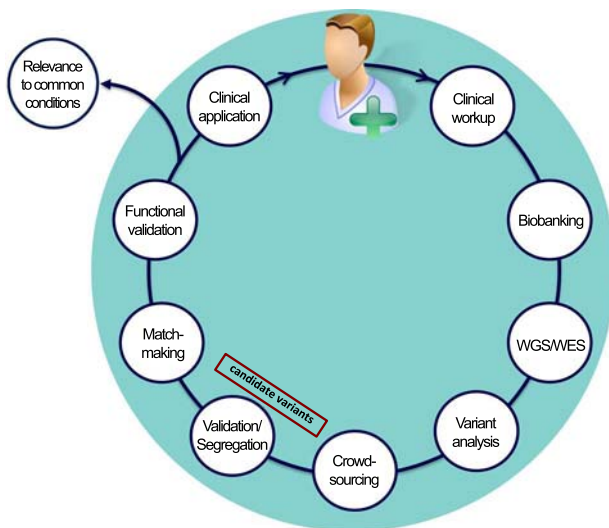 Relevance
to common
conditions
Clinical
application
Clinical
workup
Functional
validation
Biobanking
Match-
making
WGS/WES
candidate variants
Validation/
Segregation
Variant
analysis
Crowd-
sourcing